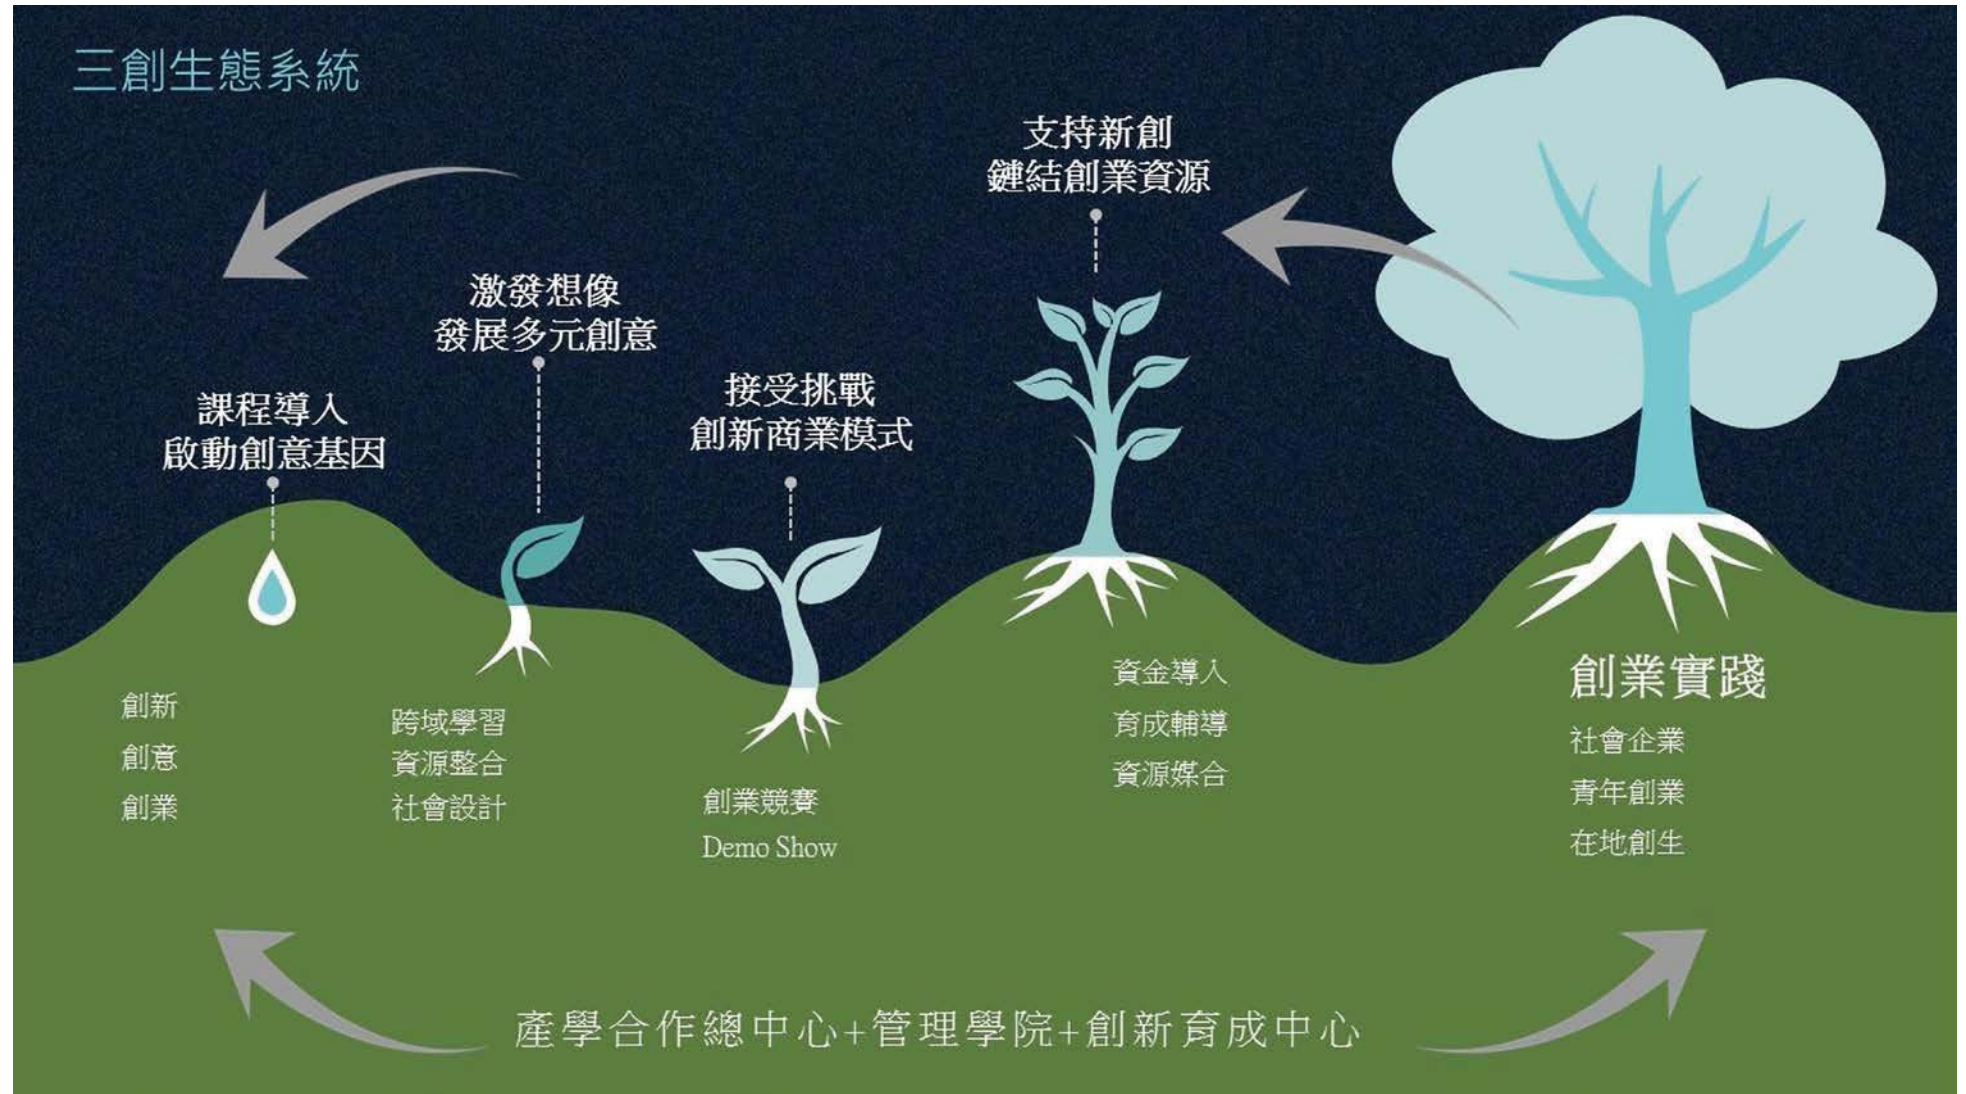 三創生態系統
課程導入
啟動創意基因
創新
創意
創業
激發想像
發展多元創意
跨域學習
資源整合
社會設計
接受挑戰
創新商業模式
創業競賽
Demo Show
支持新創
鏈結創業資源
資金導入
育成輔導
資源媒合
創業實踐
社會企業
青年創業
在地創生
產學合作總中心+管理學院+創新育成中心